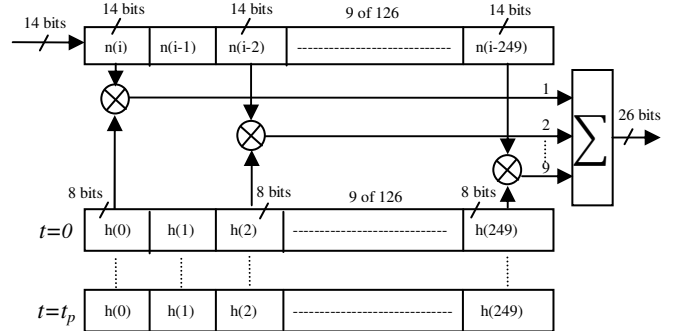 14 bits 14 bits 14 bits 9 of 126 14 bits
n(i) n(i-1) n(i-2) n(i-249)
1
2
26 bits
∑
9
8 bits 8 bits 9 of 126 8 bits
t=0 h(0) h(1) h(2) h(249)
t=tₚ h(0) h(1) h(2) h(249)